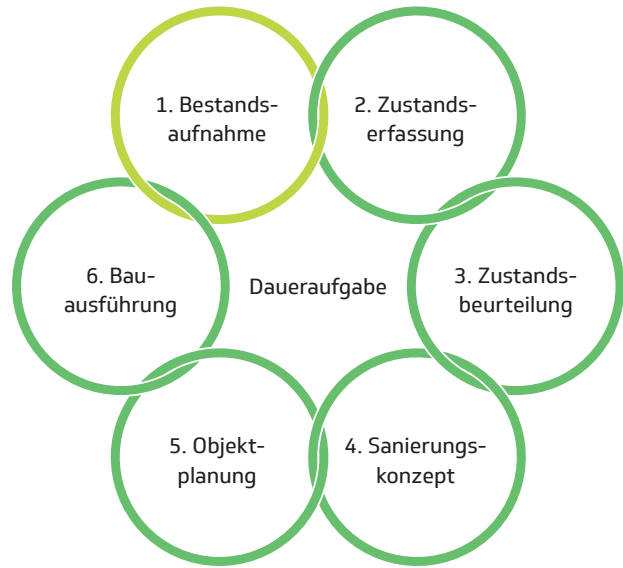 1. Bestands-
aufnahme
2. Zustands-
erfassung
3. Zustands-
beurteilung
4. Sanierungs-
konzept
5. Objekt-
planung
6. Bau-
ausführung
Daueraufgabe